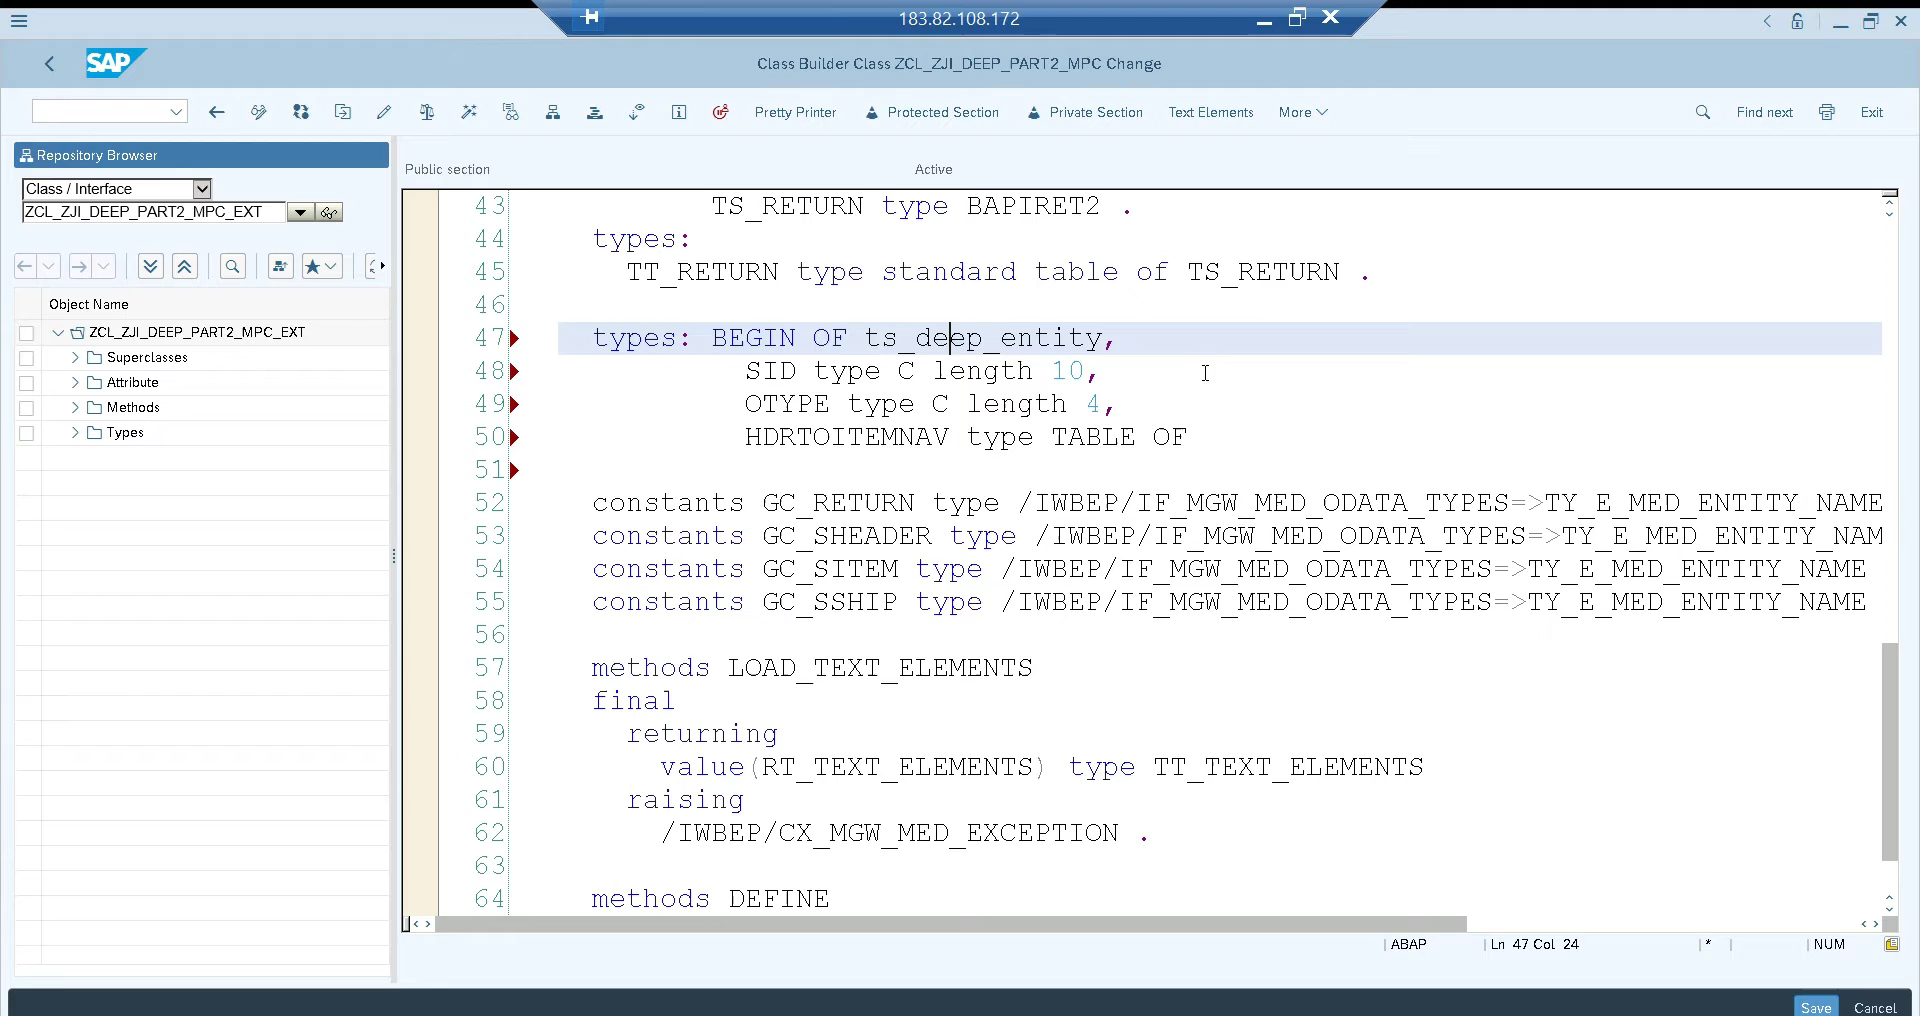 183.82.108.172
SAP
Class Builder Class ZCL_ZJI_DEEP_PART2_MPC Change
Pretty Printer
Protected Section
Private Section
Text Elements
More
Find next
Exit
Repository Browser
Class / Interface
ZCL_ZJI_DEEP_PART2_MPC_EXT
Object Name
ZCL_ZJI_DEEP_PART2_MPC_EXT
Superclasses
Attribute
Methods
Types
Public section
Active
43 TS_RETURN type BAPIRET2 .
44 types:
45 TT_RETURN type standard table of TS_RETURN .
46
47 types: BEGIN OF ts_deep_entity,
48 SID type C length 10,
49 OTYPE type C length 4,
50 HDRTOITEMNAV type TABLE OF
51
52 constants GC_RETURN type /IWBEP/IF_MGW_MED_ODATA_TYPES=>TY_E_MED_ENTITY_NAME
53 constants GC_SHEADER type /IWBEP/IF_MGW_MED_ODATA_TYPES=>TY_E_MED_ENTITY_NAM
54 constants GC_SITEM type /IWBEP/IF_MGW_MED_ODATA_TYPES=>TY_E_MED_ENTITY_NAME
55 constants GC_SSHIP type /IWBEP/IF_MGW_MED_ODATA_TYPES=>TY_E_MED_ENTITY_NAME
56
57 methods LOAD_TEXT_ELEMENTS
58 final
59 returning
60 value(RT_TEXT_ELEMENTS) type TT_TEXT_ELEMENTS
61 raising
62 /IWBEP/CX_MGW_MED_EXCEPTION .
63
64 methods DEFINE
ABAP
Ln 47 Col 24
*
NUM
Save
Cancel